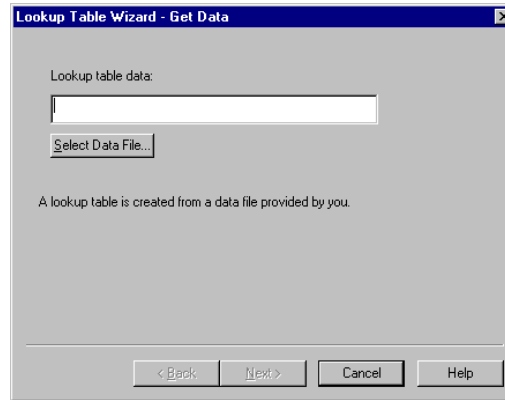 Lookup Table Wizard - Get Data
Lookup table data:
Select Data File...
A lookup table is created from a data file provided by you.
< Back
Next >
Cancel
Help